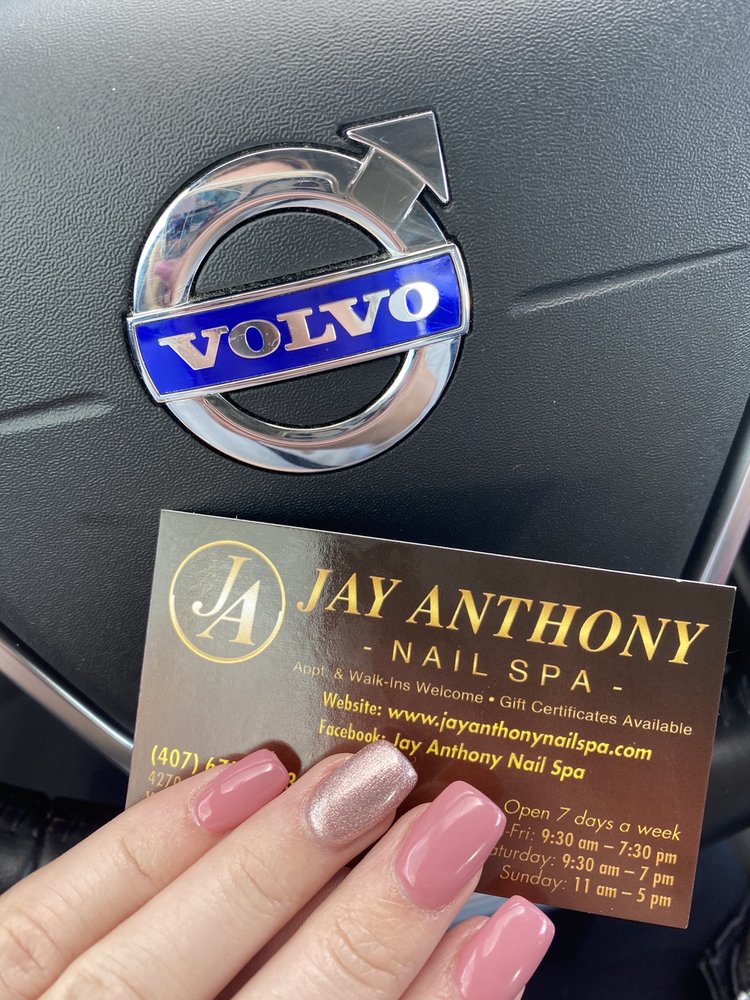 VOLVO
JA
JAY ANTHONY
- NAIL SPA -
Appt. & Walk-Ins Welcome • Gift Certificates Available
Website: www.jayanthonynailspa.com
Facebook: Jay Anthony Nail Spa
(407)
Open 7 days a week
-Fri: 9:30 am – 7:30 pm
aturday: 9:30 am – 7 pm
Sunday: 11 am – 5 pm